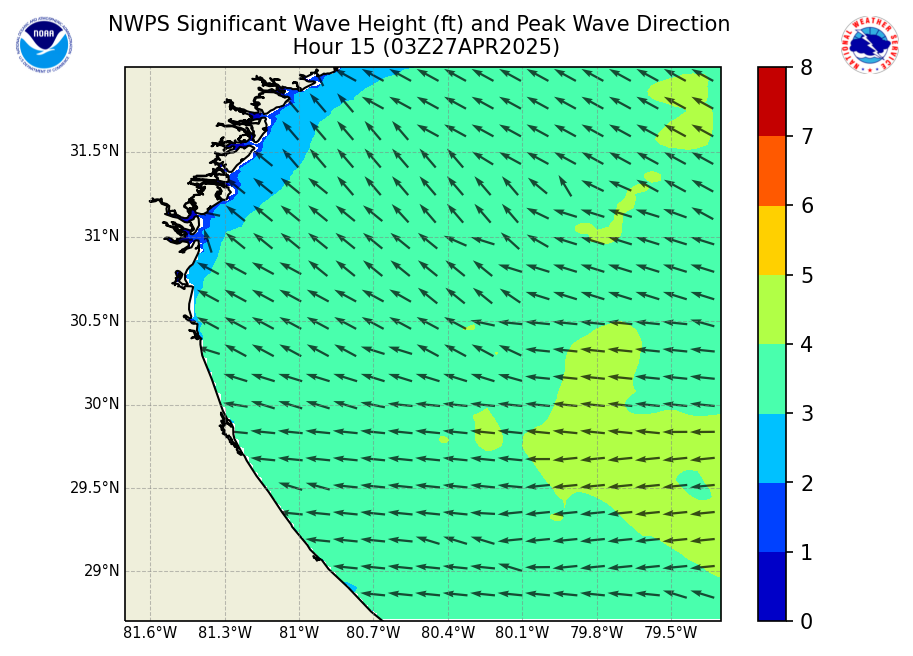 NWPS Significant Wave Height (ft) and Peak Wave Direction
Hour 15 (03Z27APR2025)
NOAA
NATIONAL WEATHER SERVICE
31.5°N
31°N
30.5°N
30°N
29.5°N
29°N
81.6°W 81.3°W 81°W 80.7°W 80.4°W 80.1°W 79.8°W 79.5°W
8
7
6
5
4
3
2
1
0